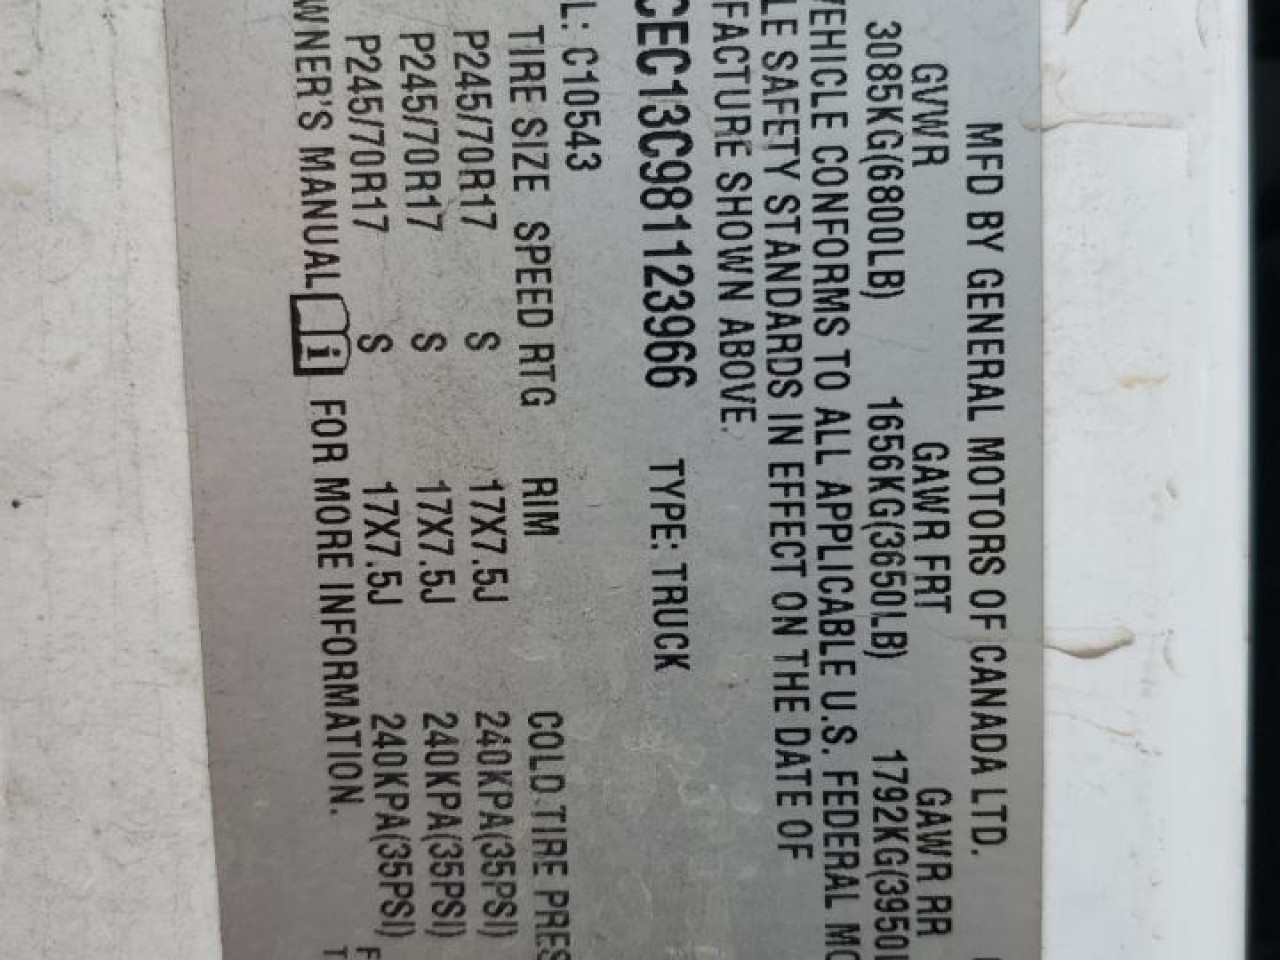 MFD BY GENERAL MOTORS OF CANADA LTD.
GVWR GAWR FRT GAWR RR
3085KG(6800LB) 1656KG(3650LB) 1792KG(3950L
VEHICLE CONFORMS TO ALL APPLICABLE U.S. FEDERAL MO
LE SAFETY STANDARDS IN EFFECT ON THE DATE OF
FACTURE SHOWN ABOVE.
CEC13C981123966 TYPE: TRUCK
L: C10543
TIRE SIZE SPEED RTG RIM COLD TIRE PRES
P245/70R17 S 17X7.5J 240KPA(35PSI)
P245/70R17 S 17X7.5J 240KPA(35PSI)
P245/70R17 S 17X7.5J 240KPA(35PSI) F
WNER'S MANUAL i FOR MORE INFORMATION. T